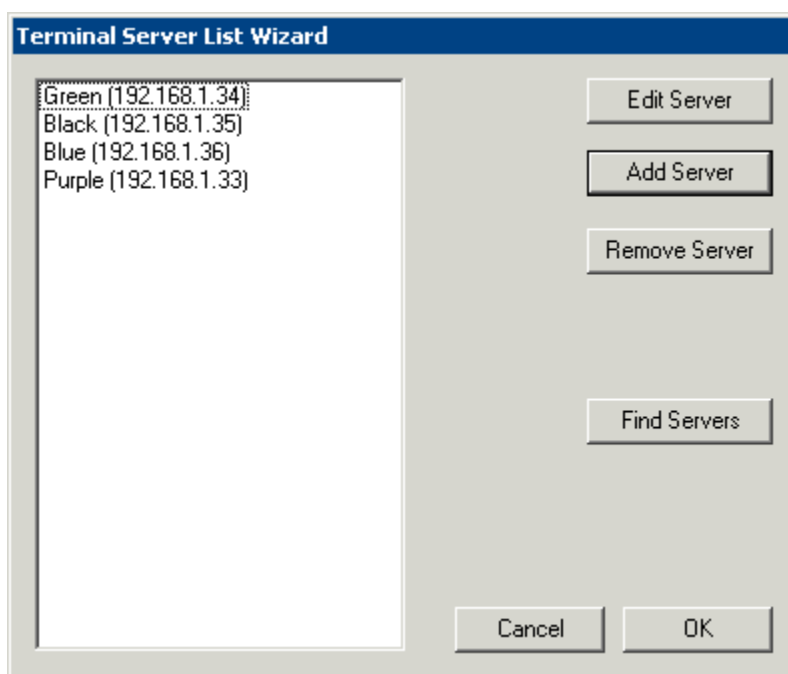 Terminal Server List Wizard
Green (192.168.1.34)
Black (192.168.1.35)
Blue (192.168.1.36)
Purple (192.168.1.33)
Edit Server
Add Server
Remove Server
Find Servers
Cancel
OK